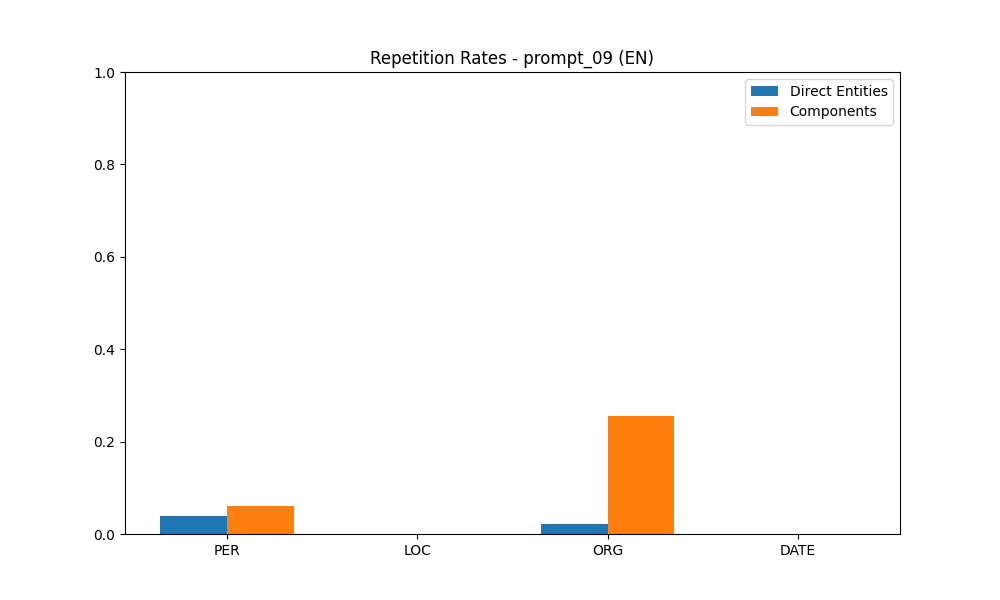 Repetition Rates - prompt_09 (EN)
1.0
0.8
0.6
0.4
0.2
0.0
Direct Entities
Components
PER LOC ORG DATE